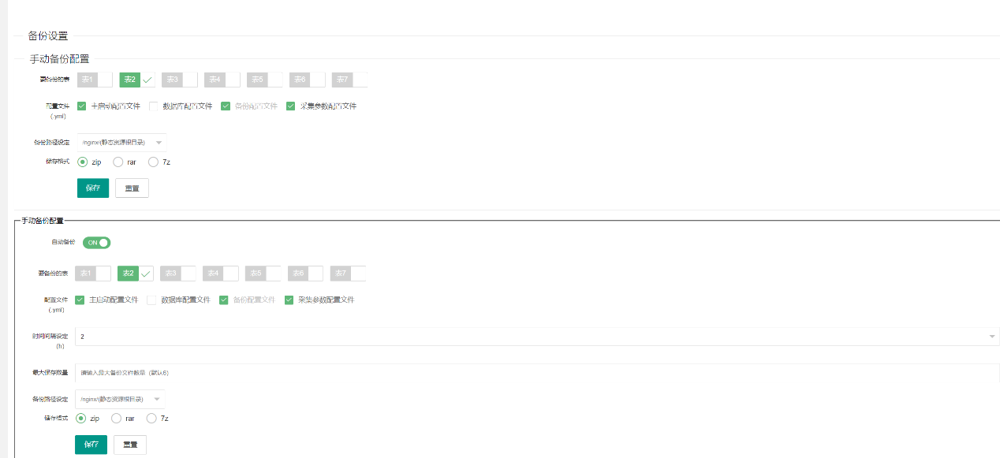 备份设置
手动备份配置
要备份的表 表1 表2 表3 表4 表5 表6 表7
配置文件 主启动配置文件 数据库配置文件 备份配置文件 采集参数配置文件
(.yml)
备份路径设定 /nginx/(静态资源根目录)
储存格式 zip rar 7z
保存 重置
手动备份配置
自动备份 ON
要备份的表 表1 表2 表3 表4 表5 表6 表7
配置文件 主启动配置文件 数据库配置文件 备份配置文件 采集参数配置文件
(.yml)
时间间隔设定 2
(h)
最大保存数量 请输入最大备份文件数量（默认6）
备份路径设定 /nginx/(静态资源根目录)
储存格式 zip rar 7z
保存 重置